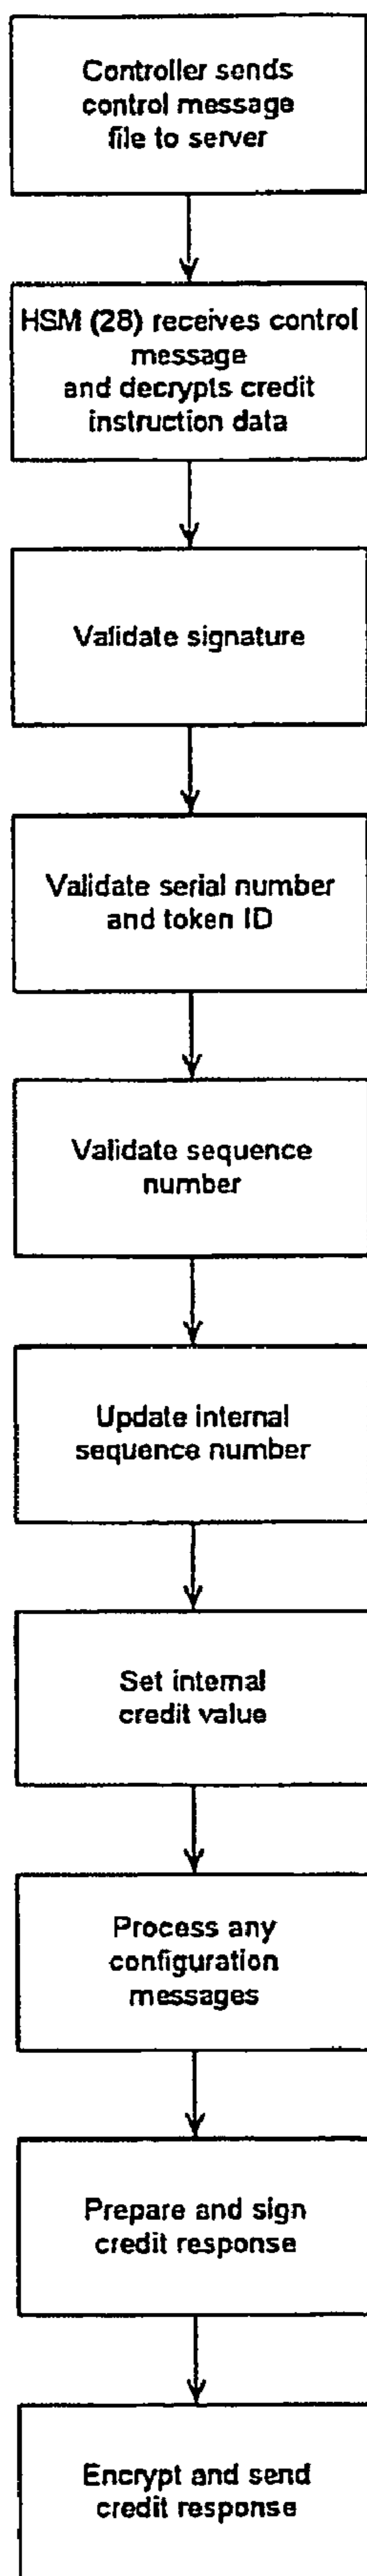 Controller sends
control message
file to server
HSM (28) receives control
message
and decrypts credit
instruction data
Validate signature
Validate serial number
and token ID
Validate sequence
number
Update internal
sequence number
Set internal
credit value
Process any
configuration
messages
Prepare and sign
credit response
Encrypt and send
credit response